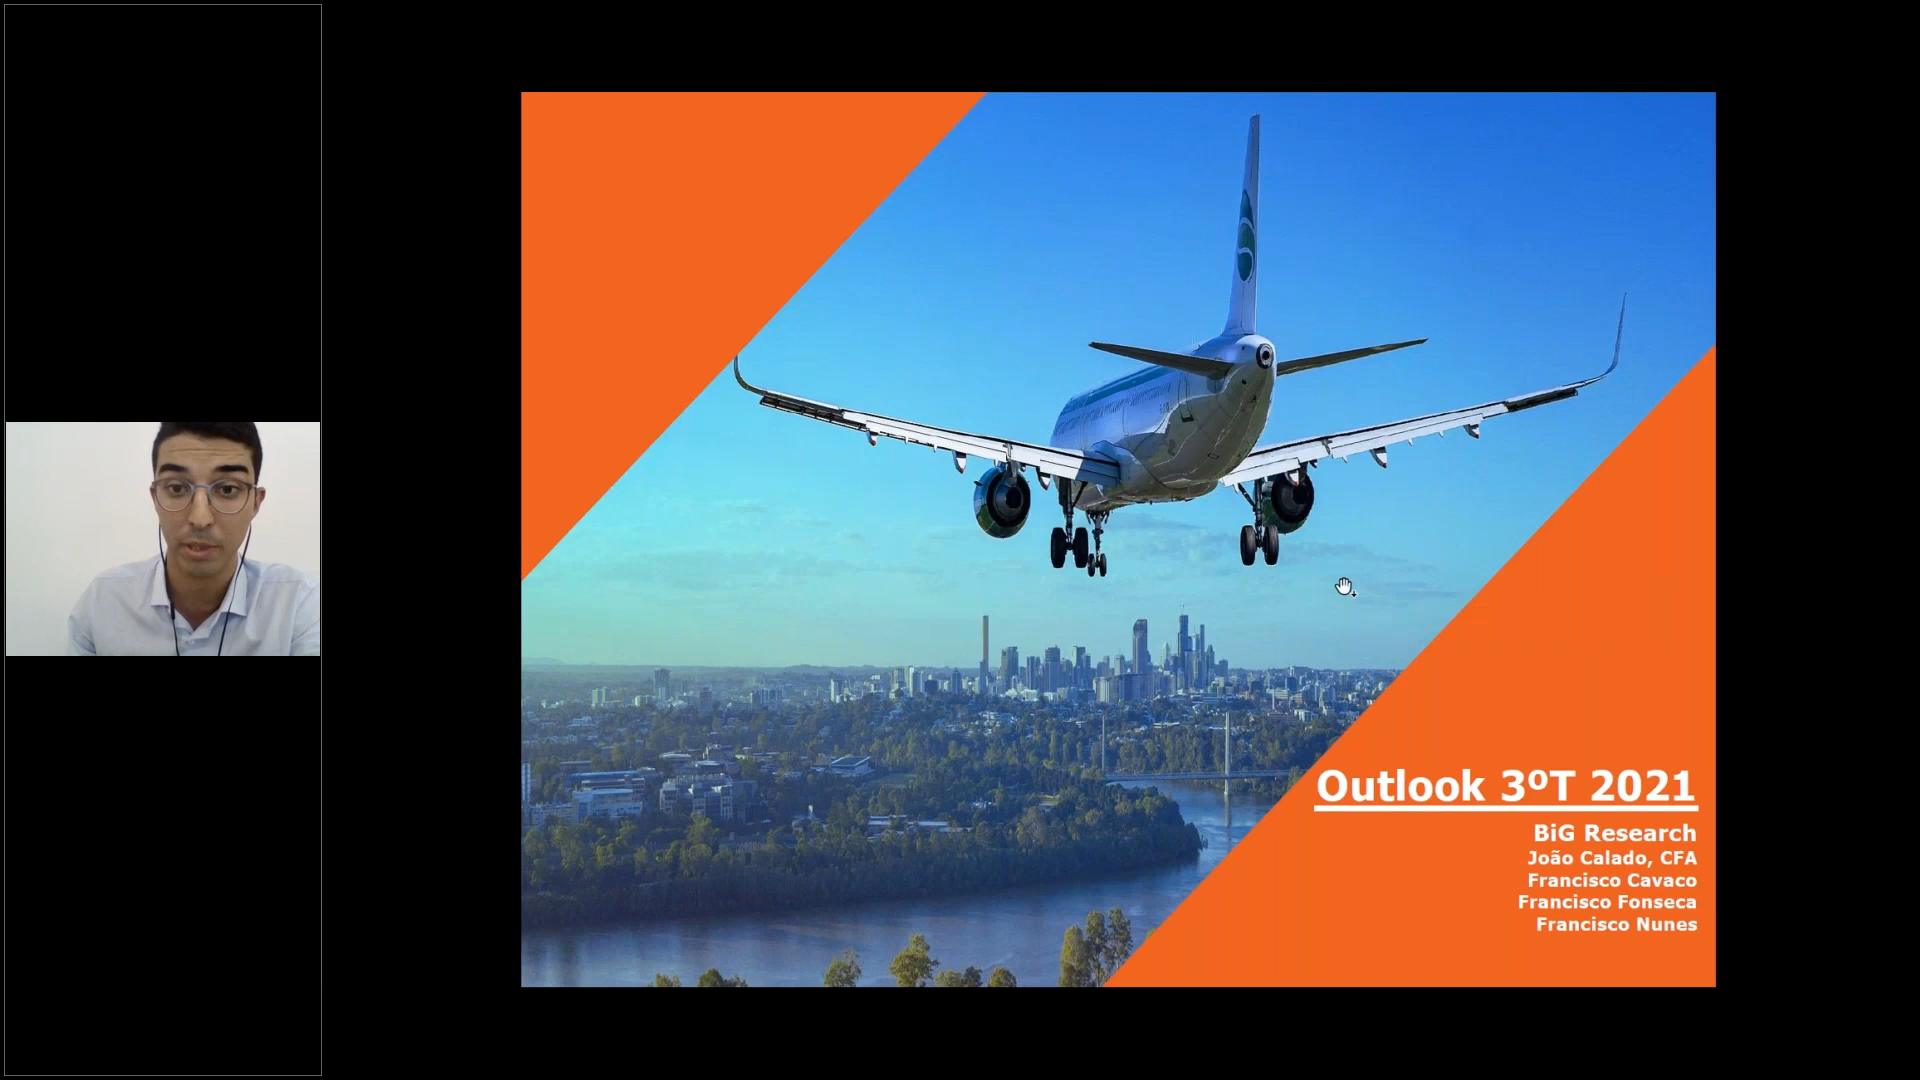 Outlook 3ºT 2021
BiG Research
João Calado, CFA
Francisco Cavaco
Francisco Fonseca
Francisco Nunes